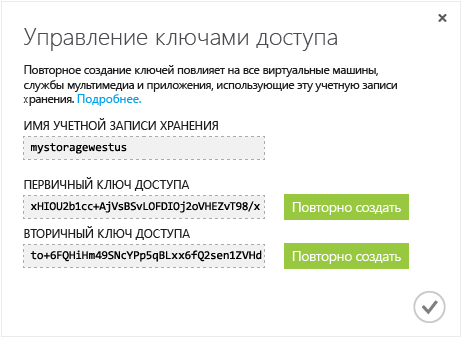 Управление ключами доступа
Повторное создание ключей повлияет на все виртуальные машины,
службы мультимедиа и приложения, использующие эту учетную записи
хранения. Подробнее.
ИМЯ УЧЕТНОЙ ЗАПИСИ ХРАНЕНИЯ
mystoragewestus
ПЕРВИЧНЫЙ КЛЮЧ ДОСТУПА
xHIOU2b1cc+AjVsBSvLOFDIOj2oVHEZvT98/x Повторно создать
ВТОРИЧНЫЙ КЛЮЧ ДОСТУПА
to+6FQHiHm49SNcYPp5qBLxx6fQ2sen1ZVHd Повторно создать